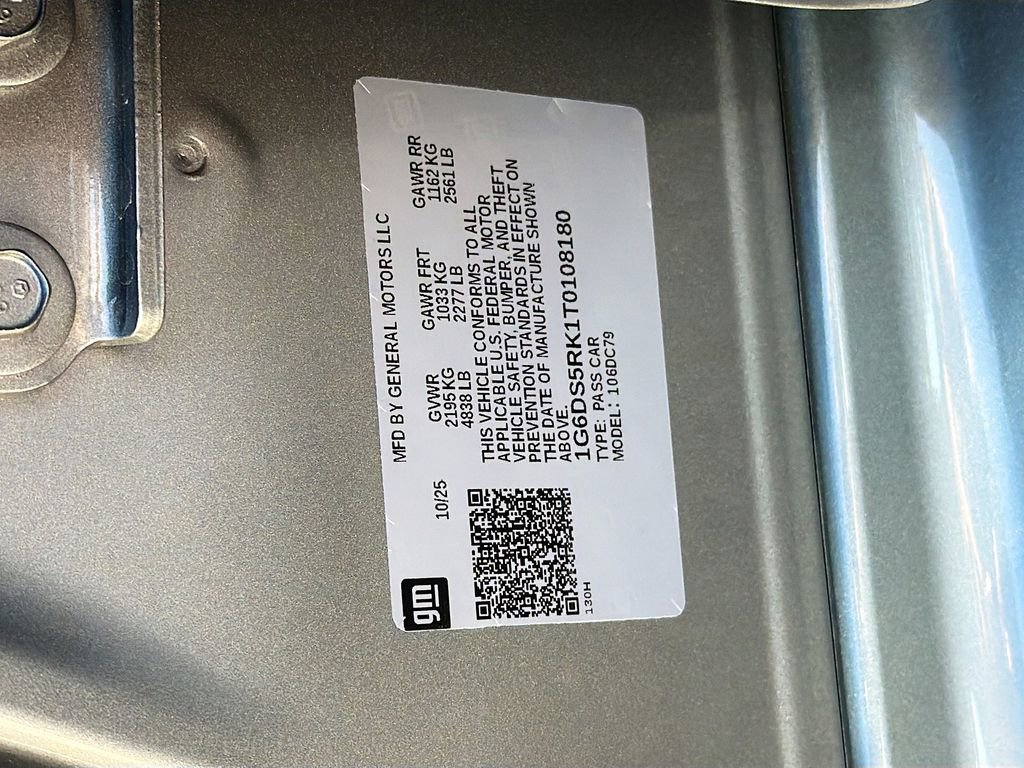 gm
MFD BY GENERAL MOTORS LLC
10/25
GVWR GAWR FRT GAWR RR
2195 KG 1033 KG 1162 KG
4838 LB 2277 LB 2561 LB
THIS VEHICLE CONFORMS TO ALL
APPLICABLE U.S. FEDERAL MOTOR
VEHICLE SAFETY, BUMPER, AND THEFT
PREVENTION STANDARDS IN EFFECT ON
THE DATE OF MANUFACTURE SHOWN
ABOVE.
1G6DS5RK1T0108180
TYPE: PASS CAR
MODEL: 106DC79
130H